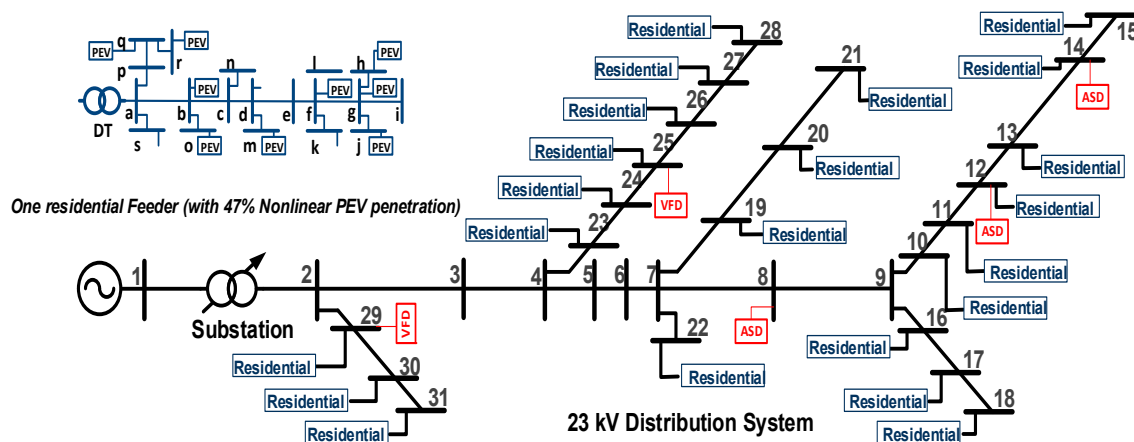 PEV q PEV
n l h
p r PEV PEV PEV
DT a b c d e f g i
s o PEV m PEV k j PEV
One residential Feeder (with 47% Nonlinear PEV penetration)
Residential 28
Residential 27
Residential 26
Residential 25
Residential 24 VFD
Residential 23
21
Residential
20
Residential
19
Residential
Residential 15
Residential 14
ASD
13
Residential
12
Residential
11 ASD
Residential
10
Residential
1 2 3 4 5 6 7 8 9
Substation
29 VFD
Residential
30
Residential
31
Residential
22
Residential
ASD
16
Residential
17
Residential
18
Residential
23 kV Distribution System